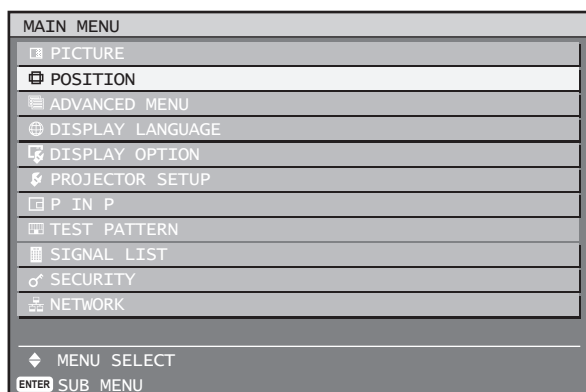 MAIN MENU
PICTURE
POSITION
ADVANCED MENU
DISPLAY LANGUAGE
DISPLAY OPTION
PROJECTOR SETUP
P IN P
TEST PATTERN
SIGNAL LIST
SECURITY
NETWORK
MENU SELECT
ENTER SUB MENU